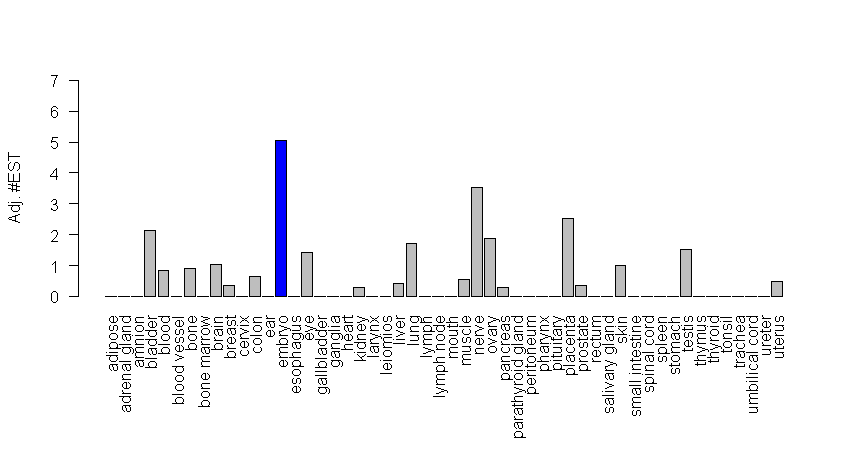 7
6
5
4
3
2
1
0
Adj. #EST
adipose
adrenal gland
amnion
bladder
blood
blood vessel
bone
bone marrow
brain
breast
cervix
colon
ear
embryo
esophagus
eye
gallbladder
ganglia
heart
kidney
larynx
leiomios
liver
lung
lymph
lymph node
mouth
muscle
nerve
ovary
pancreas
parathyroid gland
peritoneum
pharynx
pituitary
placenta
prostate
rectum
salivary gland
skin
small intestine
spinal cord
spleen
stomach
testis
thymus
thyroid
tonsil
trachea
umbilical cord
ureter
uterus